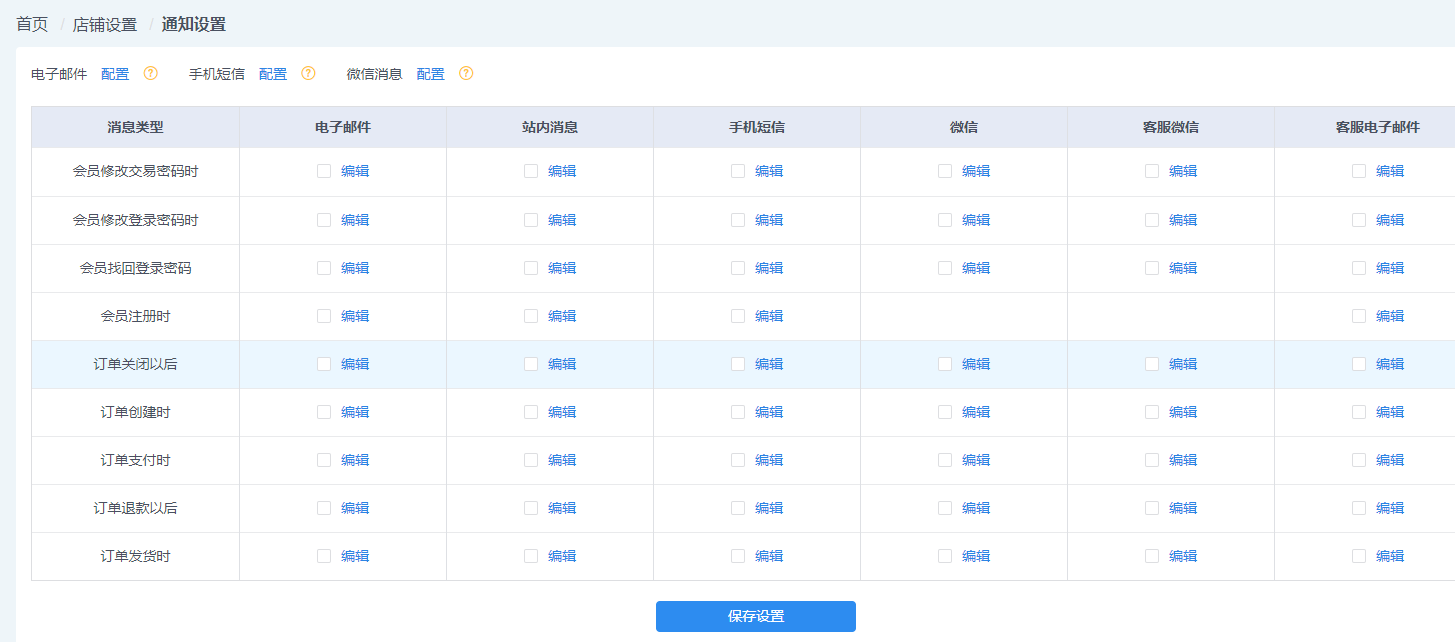 首页 / 店铺设置 / 通知设置
电子邮件 配置 ? 手机短信 配置 ? 微信消息 配置 ?
消息类型 电子邮件 站内消息 手机短信 微信 客服微信 客服电子邮件
会员修改交易密码时 编辑 编辑 编辑 编辑 编辑 编辑
会员修改登录密码时 编辑 编辑 编辑 编辑 编辑 编辑
会员找回登录密码 编辑 编辑 编辑 编辑 编辑 编辑
会员注册时 编辑 编辑 编辑 编辑
订单关闭以后 编辑 编辑 编辑 编辑 编辑 编辑
订单创建时 编辑 编辑 编辑 编辑 编辑 编辑
订单支付时 编辑 编辑 编辑 编辑 编辑 编辑
订单退款以后 编辑 编辑 编辑 编辑 编辑 编辑
订单发货时 编辑 编辑 编辑 编辑 编辑 编辑
保存设置